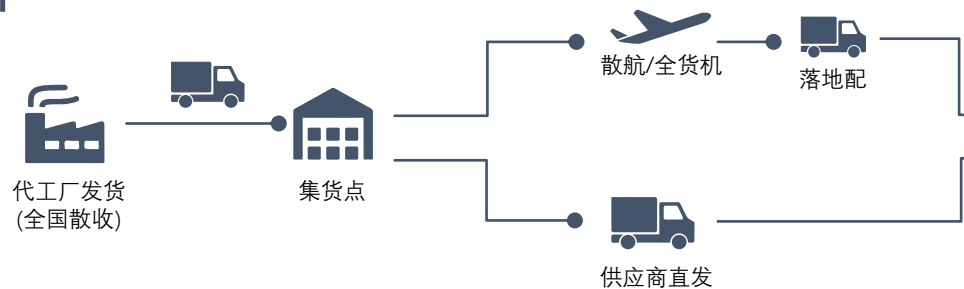 散航/全货机
落地配
代工厂发货
(全国散收)
集货点
供应商直发